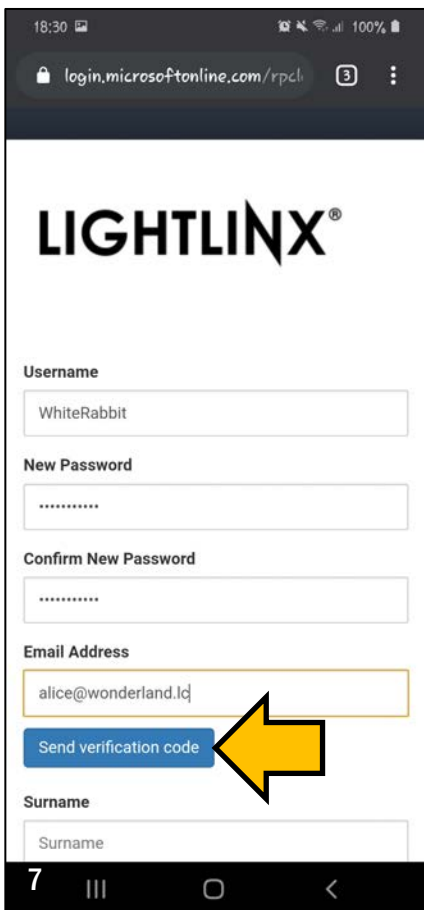 18:30 100%
login.microsoftonline.com/rpcl 3
LIGHTLINX®
Username
WhiteRabbit
New Password
•••••••••••
Confirm New Password
•••••••••••
Email Address
alice@wonderland.lc
Send verification code
Surname
Surname
7